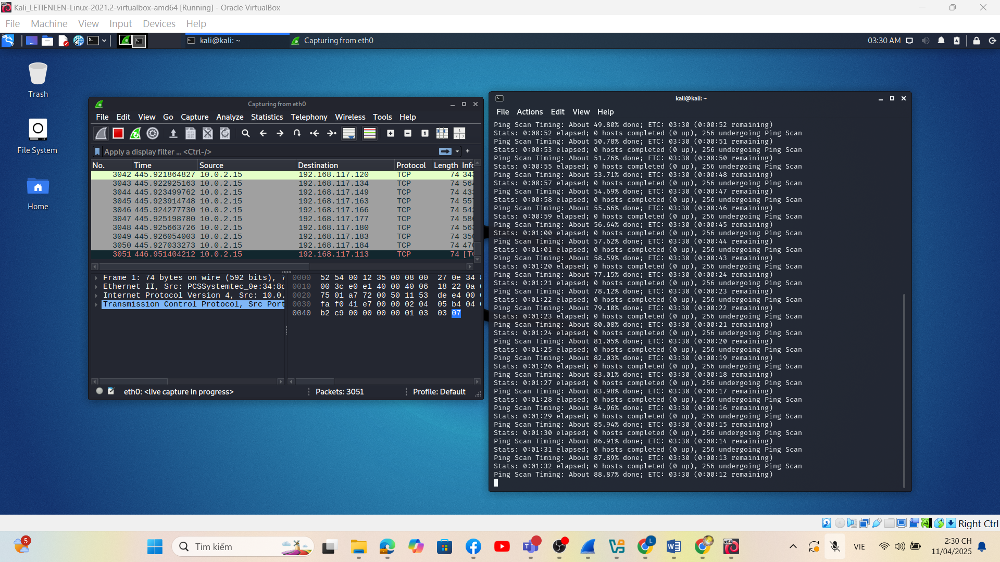 Kali_LETIENLEN-Linux-2021.2-virtualbox-amd64 [Running] - Oracle VirtualBox
File Machine View Input Devices Help
kali@kali: ~
Capturing from eth0
03:30 AM
Trash
File System
Home
Capturing from eth0
File Edit View Go Capture Analyze Statistics Telephony Wireless Tools Help
Apply a display filter ... <Ctrl-/>
No. Time Source Destination Protocol Length Info
3042 445.921864827 10.0.2.15 192.168.117.120 TCP 74 343
3043 445.922925163 10.0.2.15 192.168.117.134 TCP 74 564
3044 445.923499762 10.0.2.15 192.168.117.149 TCP 74 433
3045 445.923914748 10.0.2.15 192.168.117.163 TCP 74 557
3046 445.924277730 10.0.2.15 192.168.117.166 TCP 74 542
3047 445.925198780 10.0.2.15 192.168.117.177 TCP 74 586
3048 445.925663726 10.0.2.15 192.168.117.180 TCP 74 563
3049 445.926054003 10.0.2.15 192.168.117.183 TCP 74 350
3050 445.927033273 10.0.2.15 192.168.117.184 TCP 74 470
3051 446.951404212 10.0.2.15 192.168.117.113 TCP 74 [TC
Frame 1: 74 bytes on wire (592 bits), 7
Ethernet II, Src: PCSSystemtec_0e:34:8d
Internet Protocol Version 4, Src: 10.0.
Transmission Control Protocol, Src Port
0000 52 54 00 12 35 00 08 00 27 0e 34
0010 00 3c e0 e1 40 00 40 06 18 22 0a
0020 75 01 a7 72 00 50 11 53 de e4 00
0030 fa f0 41 e7 00 00 02 04 05 b4 04
0040 b2 c9 00 00 00 00 01 03 03 07
eth0: <live capture in progress>
Packets: 3051
Profile: Default
kali@kali: ~
File Actions Edit View Help
Ping Scan Timing: About 49.80% done; ETC: 03:30 (0:00:52 remaining)
Stats: 0:00:52 elapsed; 0 hosts completed (0 up), 256 undergoing Ping Scan
Ping Scan Timing: About 50.78% done; ETC: 03:30 (0:00:51 remaining)
Stats: 0:00:53 elapsed; 0 hosts completed (0 up), 256 undergoing Ping Scan
Ping Scan Timing: About 51.76% done; ETC: 03:30 (0:00:50 remaining)
Stats: 0:00:55 elapsed; 0 hosts completed (0 up), 256 undergoing Ping Scan
Ping Scan Timing: About 53.71% done; ETC: 03:30 (0:00:48 remaining)
Stats: 0:00:57 elapsed; 0 hosts completed (0 up), 256 undergoing Ping Scan
Ping Scan Timing: About 54.69% done; ETC: 03:30 (0:00:47 remaining)
Stats: 0:00:58 elapsed; 0 hosts completed (0 up), 256 undergoing Ping Scan
Ping Scan Timing: About 55.66% done; ETC: 03:30 (0:00:46 remaining)
Stats: 0:00:59 elapsed; 0 hosts completed (0 up), 256 undergoing Ping Scan
Ping Scan Timing: About 56.64% done; ETC: 03:30 (0:00:45 remaining)
Stats: 0:01:00 elapsed; 0 hosts completed (0 up), 256 undergoing Ping Scan
Ping Scan Timing: About 57.62% done; ETC: 03:30 (0:00:44 remaining)
Stats: 0:01:01 elapsed; 0 hosts completed (0 up), 256 undergoing Ping Scan
Ping Scan Timing: About 58.59% done; ETC: 03:30 (0:00:43 remaining)
Stats: 0:01:20 elapsed; 0 hosts completed (0 up), 256 undergoing Ping Scan
Ping Scan Timing: About 77.15% done; ETC: 03:30 (0:00:24 remaining)
Stats: 0:01:21 elapsed; 0 hosts completed (0 up), 256 undergoing Ping Scan
Ping Scan Timing: About 78.12% done; ETC: 03:30 (0:00:23 remaining)
Stats: 0:01:22 elapsed; 0 hosts completed (0 up), 256 undergoing Ping Scan
Ping Scan Timing: About 79.10% done; ETC: 03:30 (0:00:22 remaining)
Stats: 0:01:23 elapsed; 0 hosts completed (0 up), 256 undergoing Ping Scan
Ping Scan Timing: About 80.08% done; ETC: 03:30 (0:00:21 remaining)
Stats: 0:01:24 elapsed; 0 hosts completed (0 up), 256 undergoing Ping Scan
Ping Scan Timing: About 81.05% done; ETC: 03:30 (0:00:20 remaining)
Stats: 0:01:25 elapsed; 0 hosts completed (0 up), 256 undergoing Ping Scan
Ping Scan Timing: About 82.03% done; ETC: 03:30 (0:00:19 remaining)
Stats: 0:01:26 elapsed; 0 hosts completed (0 up), 256 undergoing Ping Scan
Ping Scan Timing: About 83.01% done; ETC: 03:30 (0:00:18 remaining)
Stats: 0:01:27 elapsed; 0 hosts completed (0 up), 256 undergoing Ping Scan
Ping Scan Timing: About 83.98% done; ETC: 03:30 (0:00:17 remaining)
Stats: 0:01:28 elapsed; 0 hosts completed (0 up), 256 undergoing Ping Scan
Ping Scan Timing: About 84.96% done; ETC: 03:30 (0:00:16 remaining)
Stats: 0:01:29 elapsed; 0 hosts completed (0 up), 256 undergoing Ping Scan
Ping Scan Timing: About 85.94% done; ETC: 03:30 (0:00:15 remaining)
Stats: 0:01:30 elapsed; 0 hosts completed (0 up), 256 undergoing Ping Scan
Ping Scan Timing: About 86.91% done; ETC: 03:30 (0:00:14 remaining)
Stats: 0:01:31 elapsed; 0 hosts completed (0 up), 256 undergoing Ping Scan
Ping Scan Timing: About 87.89% done; ETC: 03:30 (0:00:13 remaining)
Stats: 0:01:32 elapsed; 0 hosts completed (0 up), 256 undergoing Ping Scan
Ping Scan Timing: About 88.87% done; ETC: 03:30 (0:00:12 remaining)
Right Ctrl
5
Tìm kiếm
VIE
2:30 CH
11/04/2025